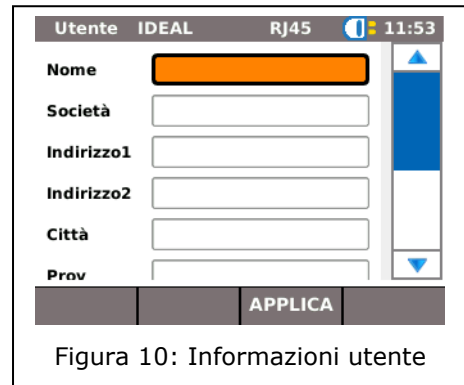 Utente IDEAL RJ45 11:53
Nome
Società
Indirizzo1
Indirizzo2
Città
Prov
APPLICA
Figura 10: Informazioni utente